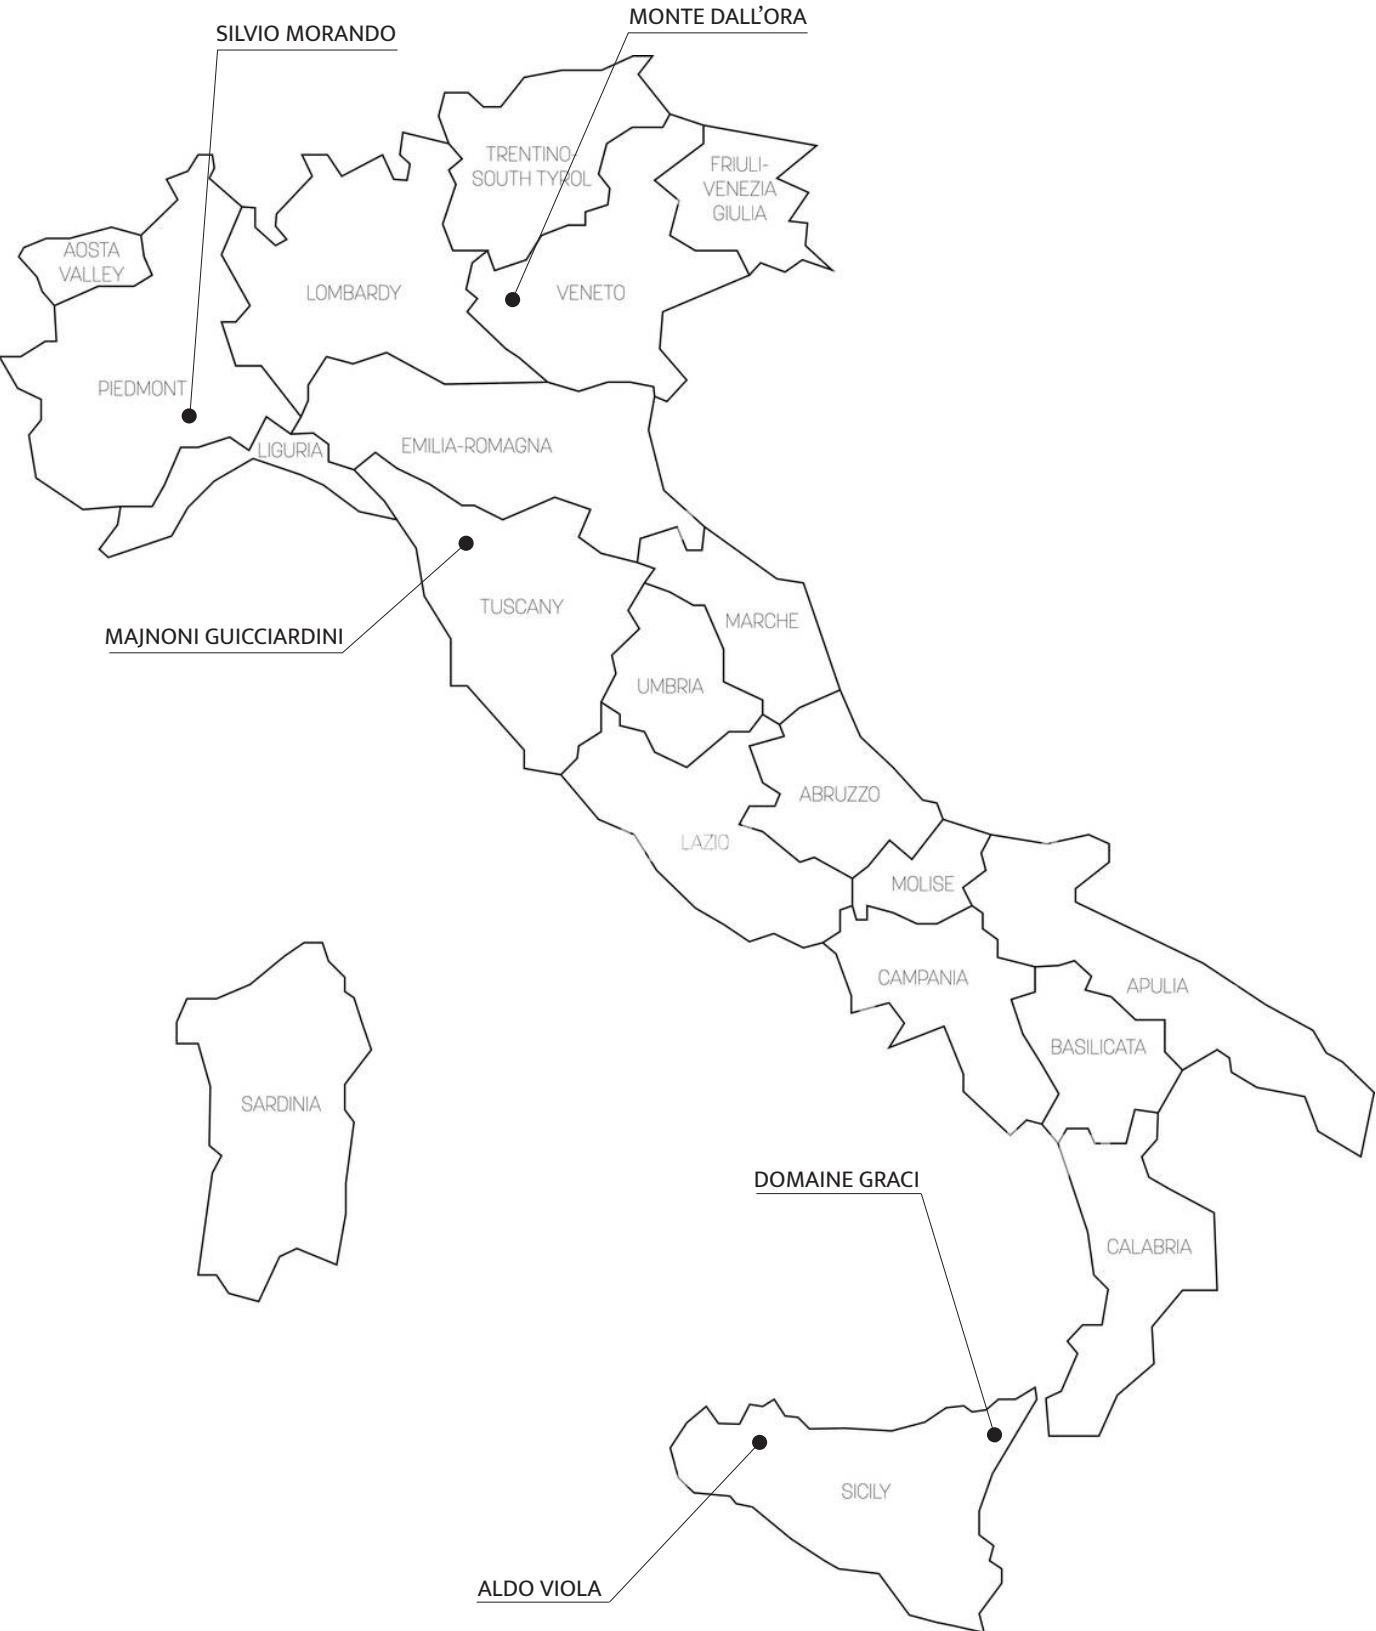 MONTE DALL’ORA
SILVIO MORANDO
TRENTINO-
SOUTH TYROL
FRIULI-
VENEZIA
GIULIA
AOSTA
VALLEY
LOMBARDY
VENETO
PIEDMONT
LIGURIA
EMILIA-ROMAGNA
TUSCANY
MARCHE
MAJNONI GUICCIARDINI
UMBRIA
ABRUZZO
LAZIO
MOLISE
CAMPANIA
APULIA
BASILICATA
SARDINIA
DOMAINE GRACI
CALABRIA
SICILY
ALDO VIOLA